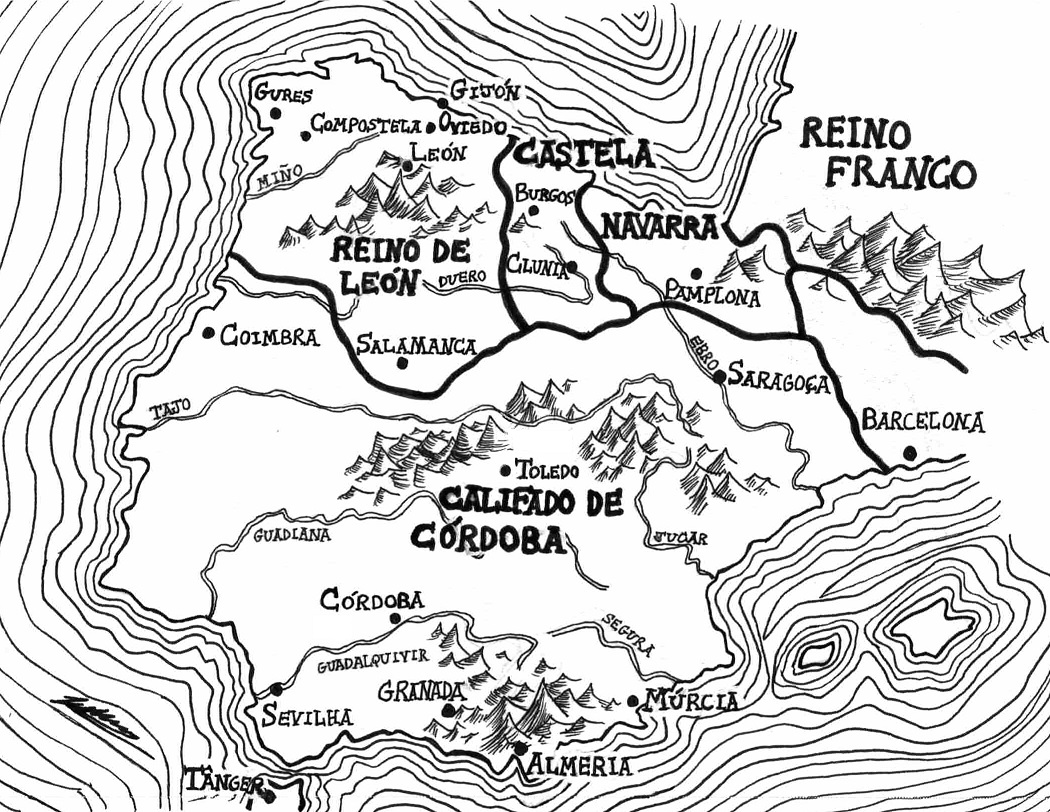 GIJÓN
GURES
COMPOSTELA
OVIEDO
REINO
FRANCO
LEÓN
CASTELA
MIÑO
BURGOS
NAVARRA
REINO DE
LEÓN
CLUNIA
DUERO
PAMPLONA
COIMBRA
SALAMANCA
EBRO
SARAGOÇA
TAJO
BARCELONA
TOLEDO
CALIFADO DE
CÓRDOBA
GUADIANA
JUCAR
CÓRDOBA
SEGURA
GUADALQUIVIR
GRANADA
MÚRCIA
SEVILHA
ALMERIA
TÂNGER